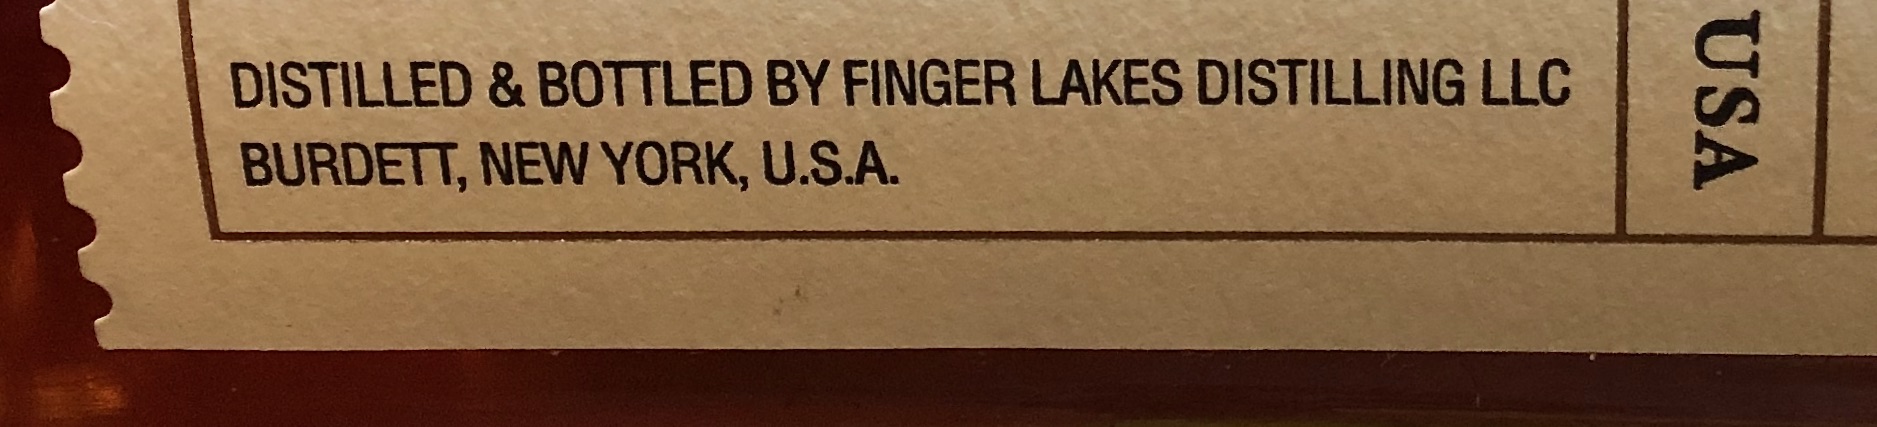 DISTILLED & BOTTLED BY FINGER LAKES DISTILLING LLC
BURDETT, NEW YORK, U.S.A.
USA